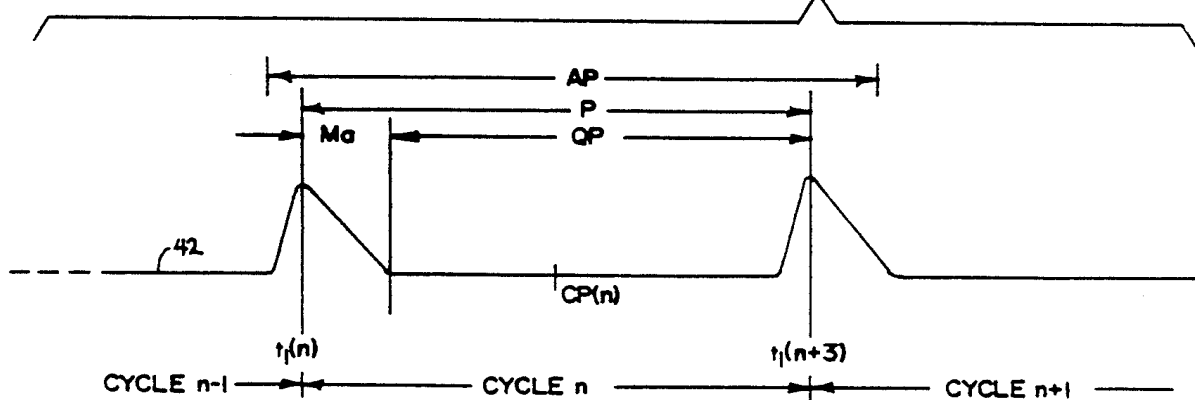 AP
P
Ma QP
42
CP(n)
t₁(n) t₁(n+3)
CYCLE n-1 CYCLE n CYCLE n+1